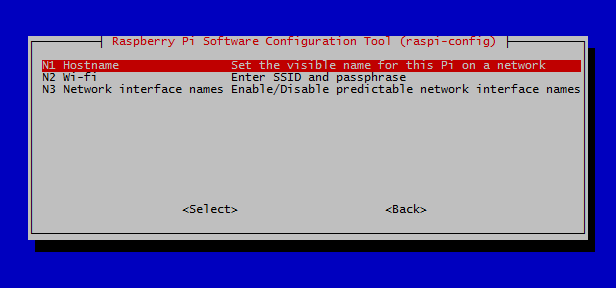 Raspberry Pi Software Configuration Tool (raspi-config)
N1 Hostname Set the visible name for this Pi on a network
N2 Wi-fi Enter SSID and passphrase
N3 Network interface names Enable/Disable predictable network interface names
<Select> <Back>